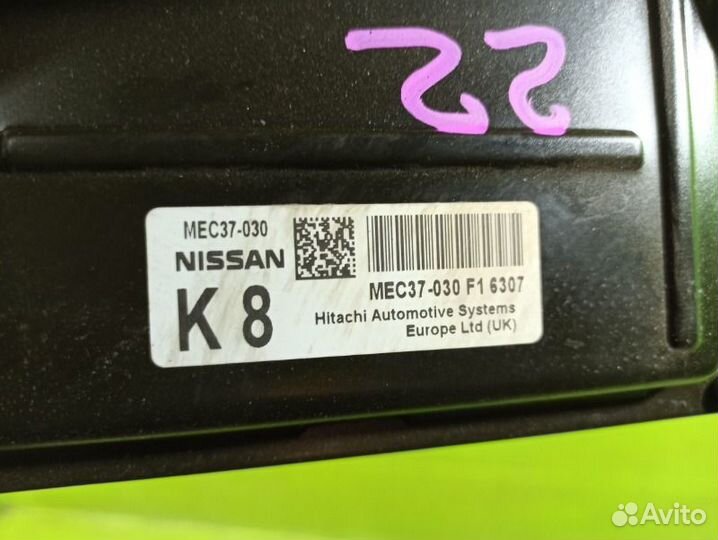 22
MEC37-030
NISSAN
K 8
MEC37-030 F1 6307
Hitachi Automotive Systems
Europe Ltd (UK)
Avito